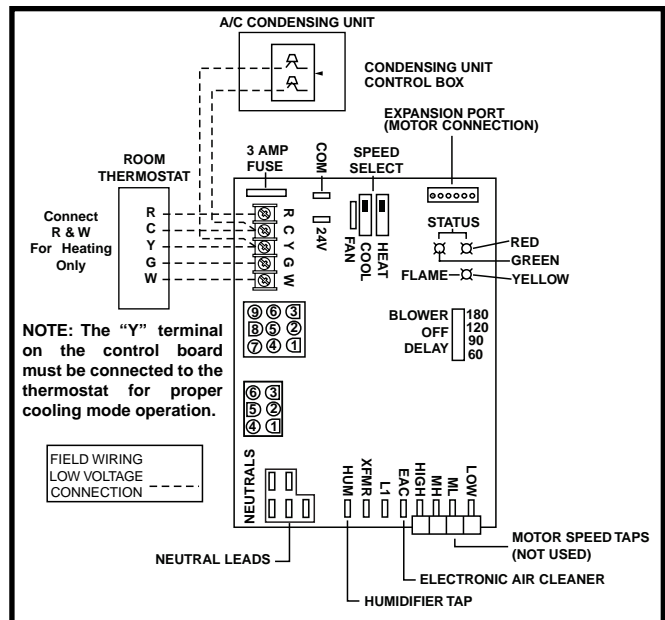 A/C CONDENSING UNIT
CONDENSING UNIT
CONTROL BOX
EXPANSION PORT
(MOTOR CONNECTION)
3 AMP
FUSE
COM
SPEED
SELECT
ROOM
THERMOSTAT
R
C
Y
G
W
Connect
R & W
For Heating
Only
R
C
Y
G
W
24V
FAN
COOL
HEAT
STATUS
RED
GREEN
FLAME
YELLOW
9 6 3
8 5 2
7 4 1
BLOWER
OFF
DELAY
180
120
90
60
NOTE: The “Y” terminal
on the control board
must be connected to the
thermostat for proper
cooling mode operation.
6 3
5 2
4 1
FIELD WIRING
LOW VOLTAGE
CONNECTION
NEUTRALS
HUM
XFMR
L1
EAC
HIGH
MH
ML
LOW
MOTOR SPEED TAPS
(NOT USED)
NEUTRAL LEADS
ELECTRONIC AIR CLEANER
HUMIDIFIER TAP